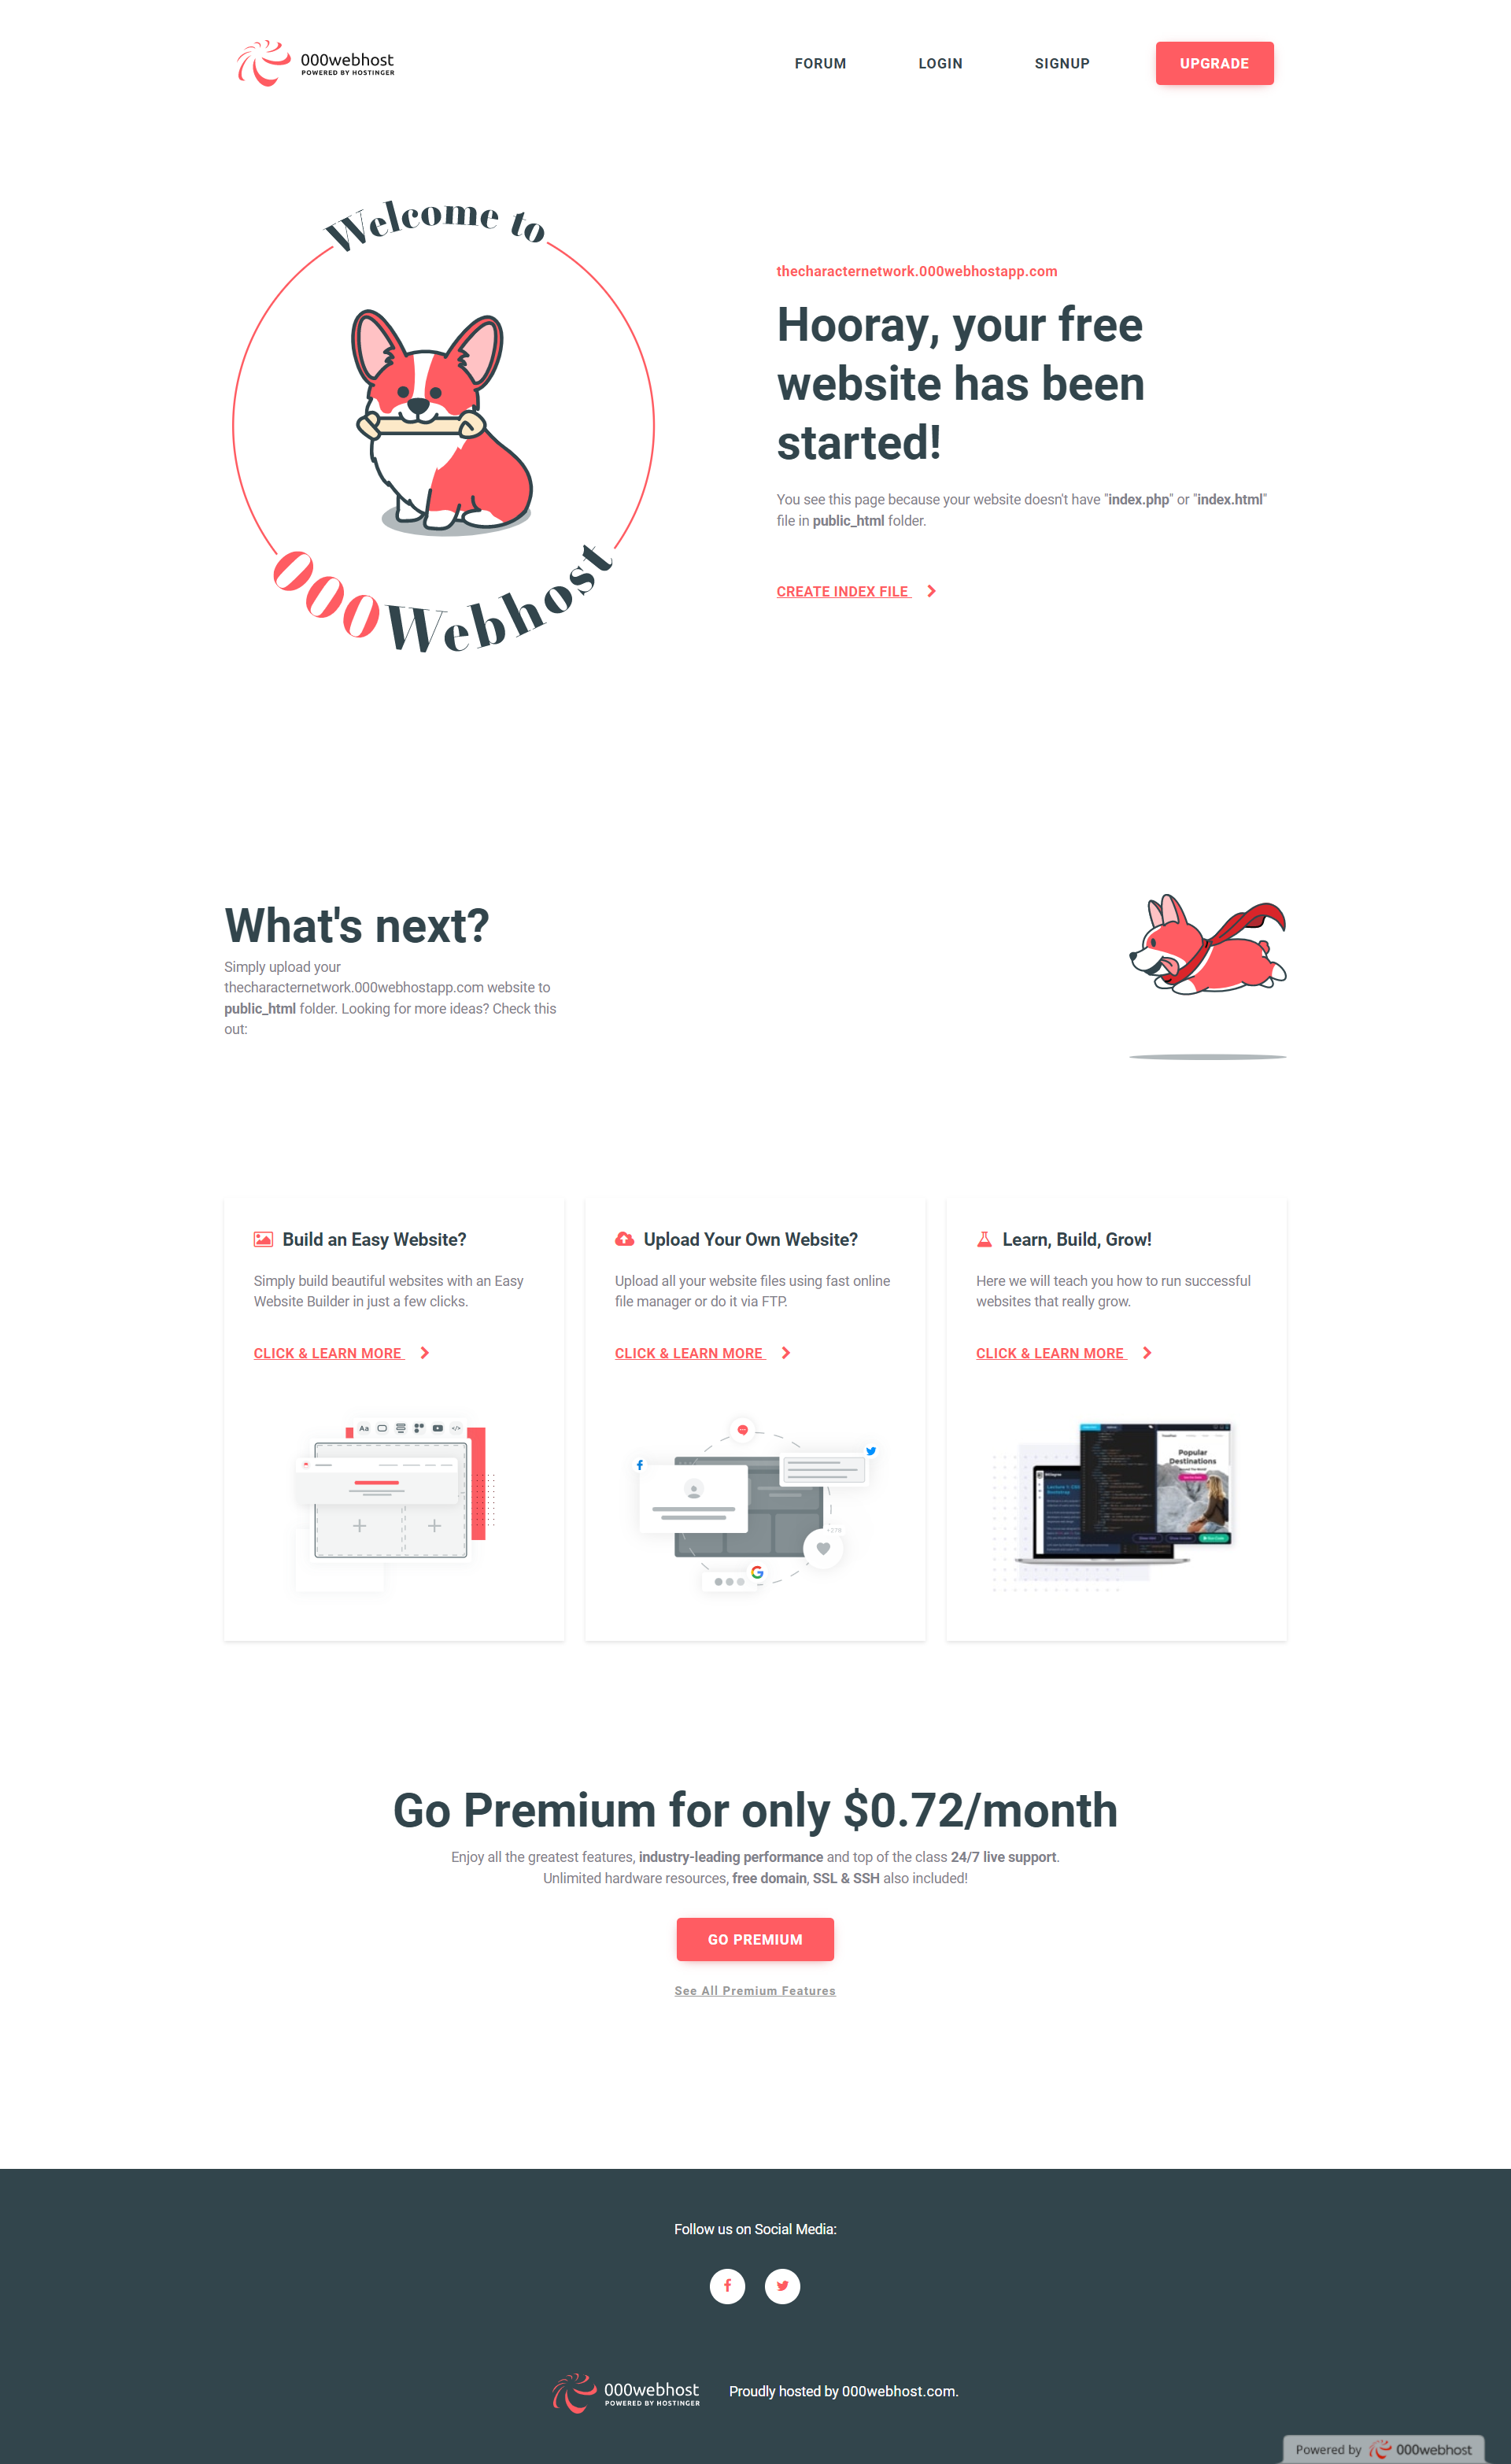 000webhost
POWERED BY HOSTINGER
FORUM
LOGIN
SIGNUP
UPGRADE
Welcome to
000Webhost
thecharacternetwork.000webhostapp.com
Hooray, your free
website has been
started!
You see this page because your website doesn't have "index.php" or "index.html"
file in public_html folder.
CREATE INDEX FILE
What's next?
Simply upload your
thecharacternetwork.000webhostapp.com website to
public_html folder. Looking for more ideas? Check this
out:
Build an Easy Website?
Simply build beautiful websites with an Easy
Website Builder in just a few clicks.
CLICK & LEARN MORE
Aa
</>
Upload Your Own Website?
Upload all your website files using fast online
file manager or do it via FTP.
CLICK & LEARN MORE
Learn, Build, Grow!
Here we will teach you how to run successful
websites that really grow.
CLICK & LEARN MORE
Popular
Destinations
Go Premium for only $0.72/month
Enjoy all the greatest features, industry-leading performance and top of the class 24/7 live support.
Unlimited hardware resources, free domain, SSL & SSH also included!
GO PREMIUM
See All Premium Features
Follow us on Social Media:
000webhost
POWERED BY HOSTINGER
Proudly hosted by 000webhost.com.
Powered by 000webhost